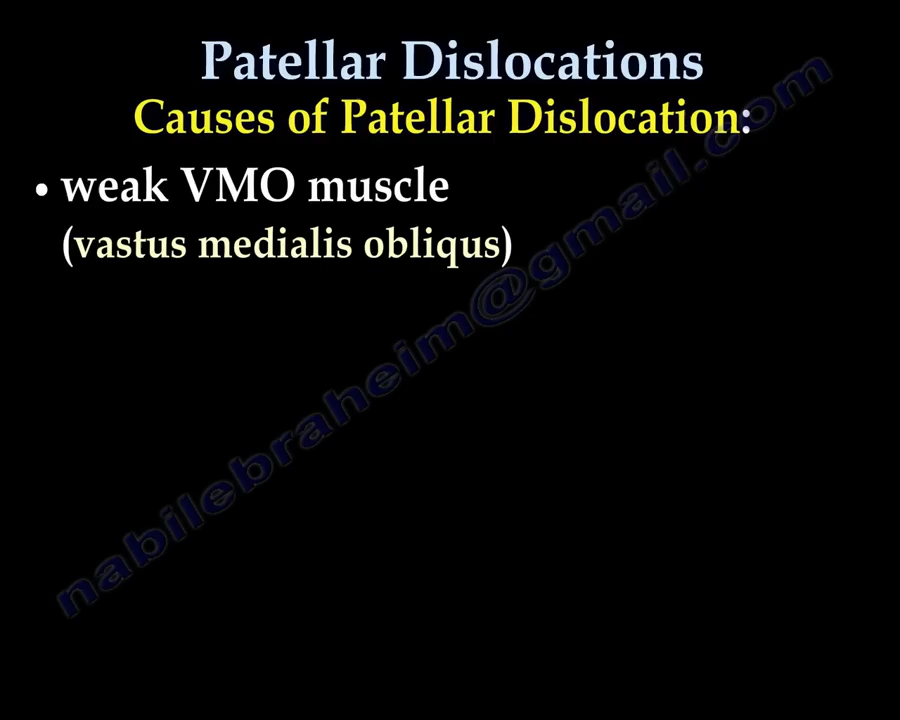 Patellar Dislocations
Causes of Patellar Dislocation:
• weak VMO muscle
(vastus medialis obliqus)
nabilebraheim@gmail.com